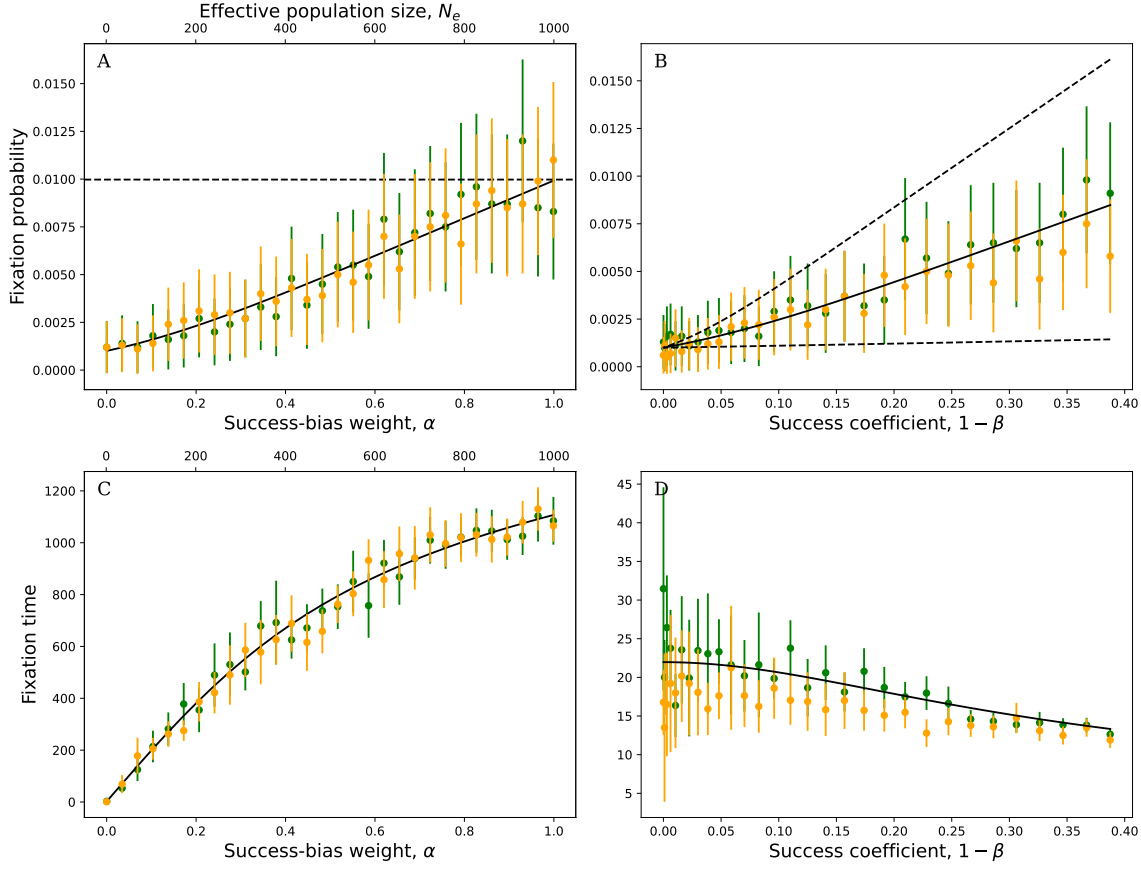 Effective population size, Nₑ
0 200 400 600 800 1000
A
B
0.0150
0.0125
0.0100
0.0075
0.0050
0.0025
0.0000
Fixation probability
0.0150
0.0125
0.0100
0.0075
0.0050
0.0025
0.0000
0.0 0.2 0.4 0.6 0.8 1.0
0.00 0.05 0.10 0.15 0.20 0.25 0.30 0.35 0.40
Success-bias weight, α
Success coefficient, 1 − β
0 200 400 600 800 1000
C
D
1200
1000
800
600
400
200
0
Fixation time
45
40
35
30
25
20
15
10
5
0.0 0.2 0.4 0.6 0.8 1.0
0.00 0.05 0.10 0.15 0.20 0.25 0.30 0.35 0.40
Success-bias weight, α
Success coefficient, 1 − β